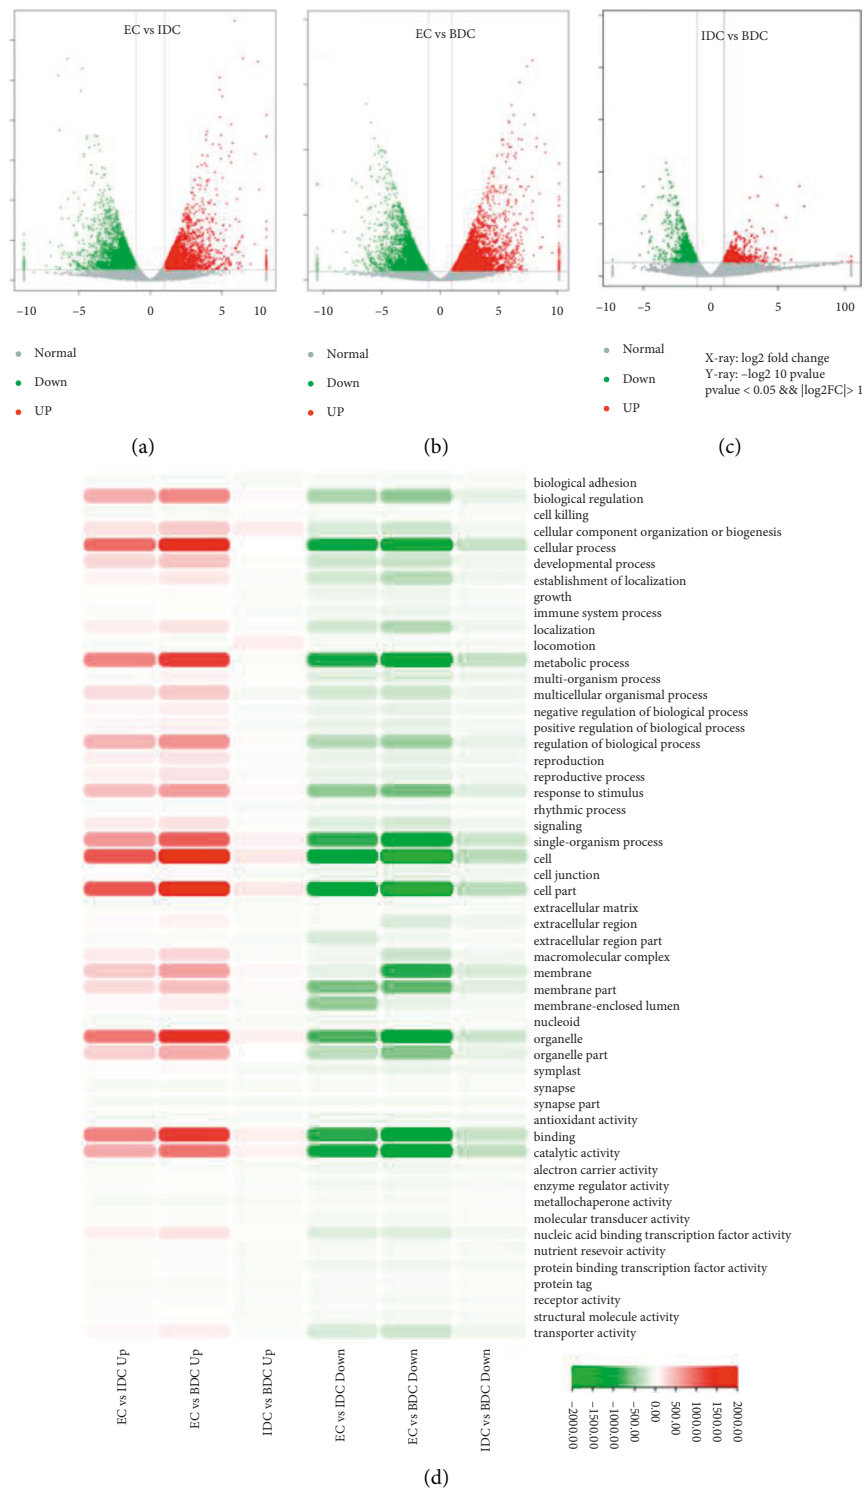 EC vs IDC
EC vs BDC
IDC vs BDC
−10 −5 0 5 10
−10 −5 0 5 10
−10 −5 0 5 100
Normal
Down
UP
Normal
Down
UP
Normal
Down
UP
X-ray: log2 fold change
Y-ray: −log2 10 pvalue
pvalue < 0.05 && |log2FC|> 1
(a)
(b)
(c)
biological adhesion
biological regulation
cell killing
cellular component organization or biogenesis
cellular process
developmental process
establishment of localization
growth
immune system process
localization
locomotion
metabolic process
multi-organism process
multicellular organismal process
negative regulation of biological process
positive regulation of biological process
regulation of biological process
reproduction
reproductive process
response to stimulus
rhythmic process
signaling
single-organism process
cell
cell junction
cell part
extracellular matrix
extracellular region
extracellular region part
macromolecular complex
membrane
membrane part
membrane-enclosed lumen
nucleoid
organelle
organelle part
symplast
synapse
synapse part
antioxidant activity
binding
catalytic activity
alectron carrier activity
enzyme regulator activity
metallochaperone activity
molecular transducer activity
nucleic acid binding transcription factor activity
nutrient resevoir activity
protein binding transcription factor activity
protein tag
receptor activity
structural molecule activity
transporter activity
EC vs IDC Up
EC vs BDC Up
IDC vs BDC Up
EC vs IDC Down
EC vs BDC Down
IDC vs BDC Down
−2000.00
−1500.00
−1000.00
−500.00
0.00
500.00
1000.00
1500.00
2000.00
(d)